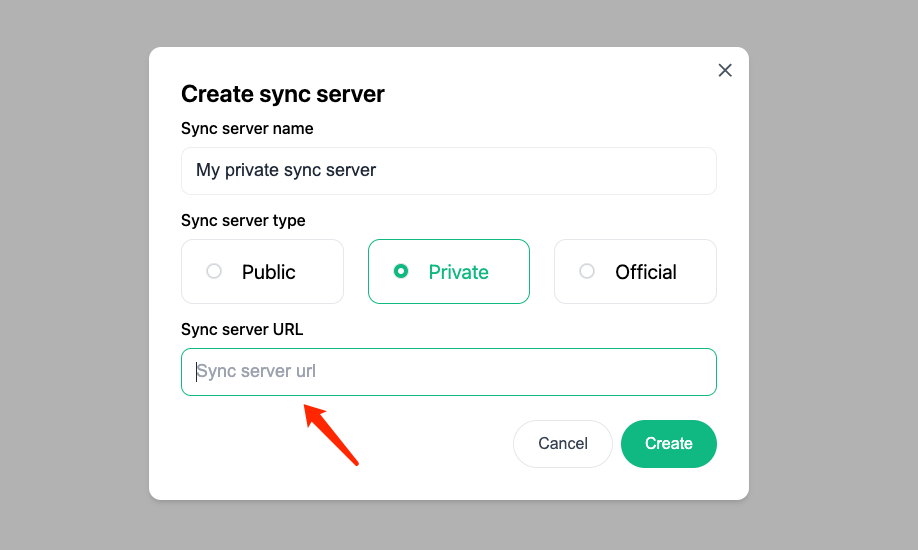 Create sync server
Sync server name
My private sync server
Sync server type
Public
Private
Official
Sync server URL
Sync server url
Cancel
Create